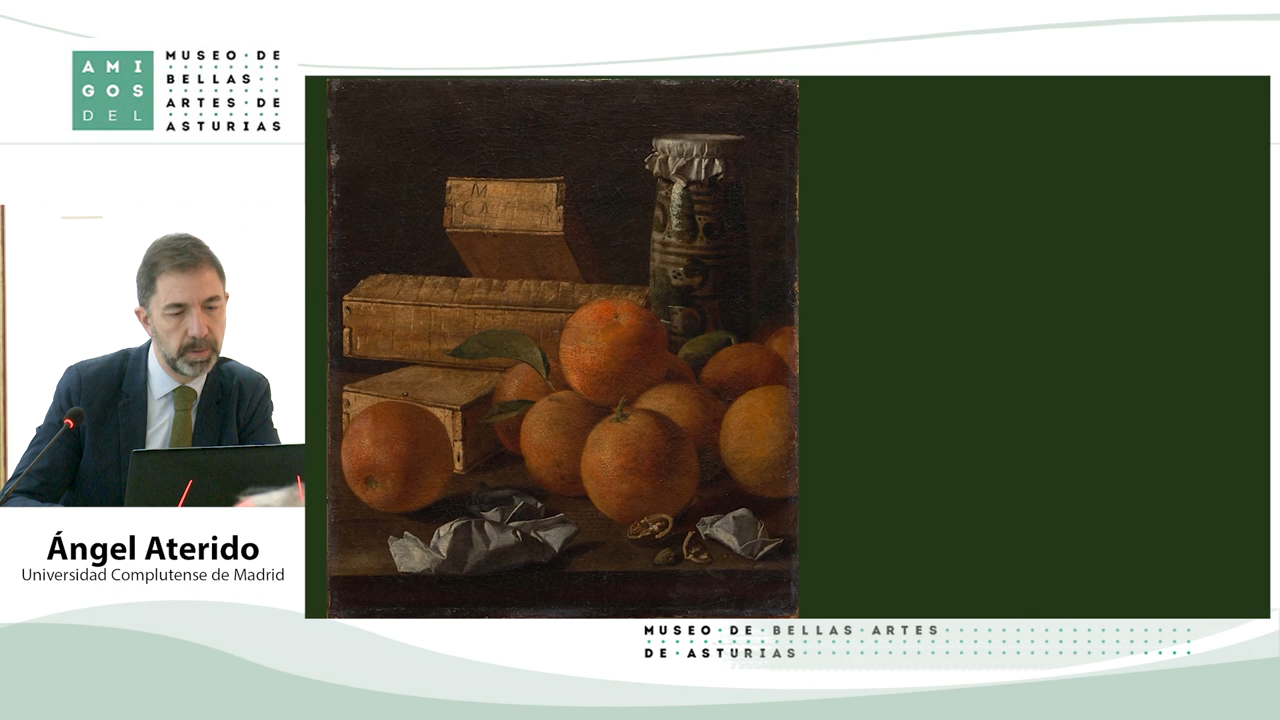 AMI
GOS
DEL
MUSEO DE
BELLAS
ARTES DE
ASTURIAS
M
Ángel Aterido
Universidad Complutense de Madrid
MUSEO DE BELLAS ARTES
DE ASTURIAS